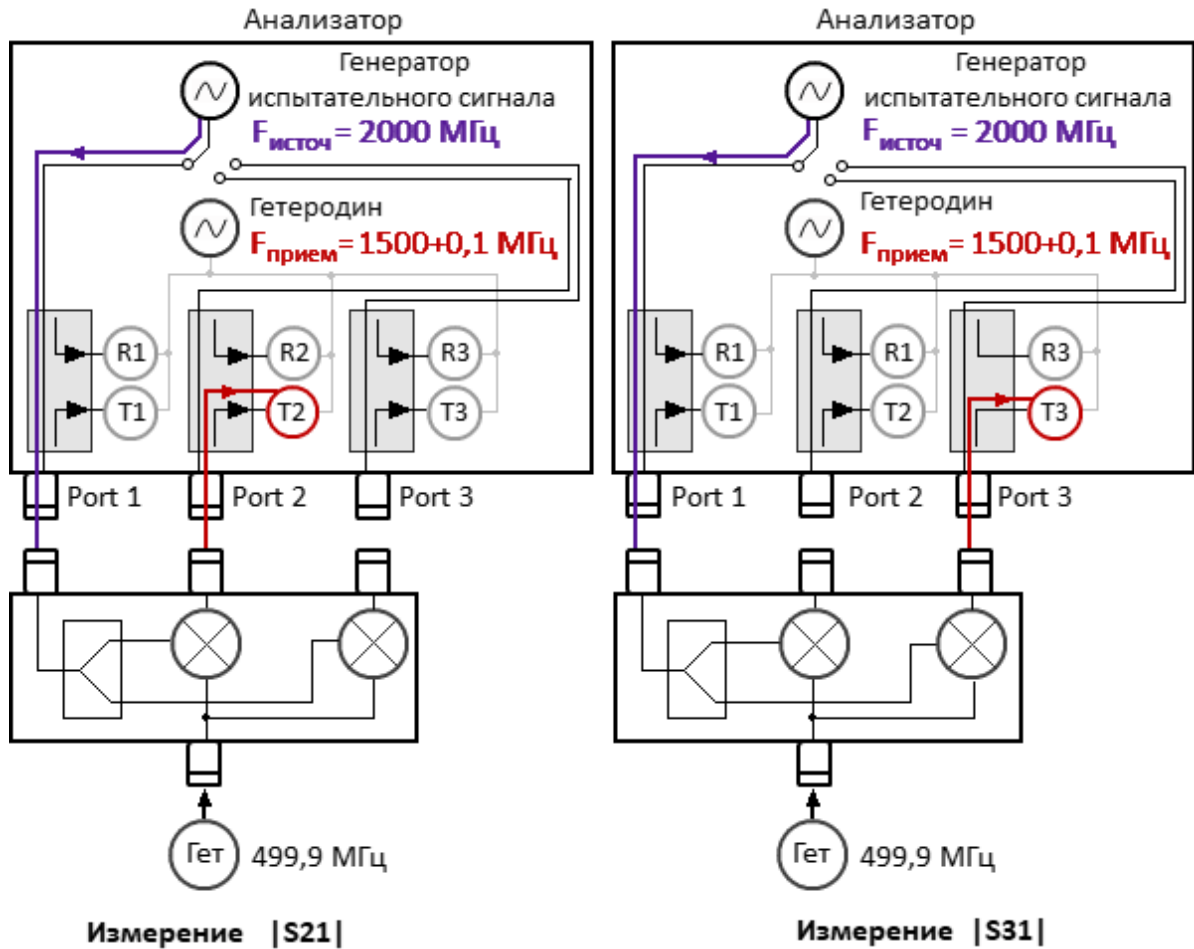 Анализатор
Генератор
испытательного сигнала
Fисточ = 2000 МГц
Гетеродин
Fприем= 1500+0,1 МГц
R1 R2 R3
T1 T2 T3
Port 1 Port 2 Port 3
Гет 499,9 МГц
Измерение |S21|
Анализатор
Генератор
испытательного сигнала
Fисточ = 2000 МГц
Гетеродин
Fприем= 1500+0,1 МГц
R1 R1 R3
T1 T2 T3
Port 1 Port 2 Port 3
Гет 499,9 МГц
Измерение |S31|